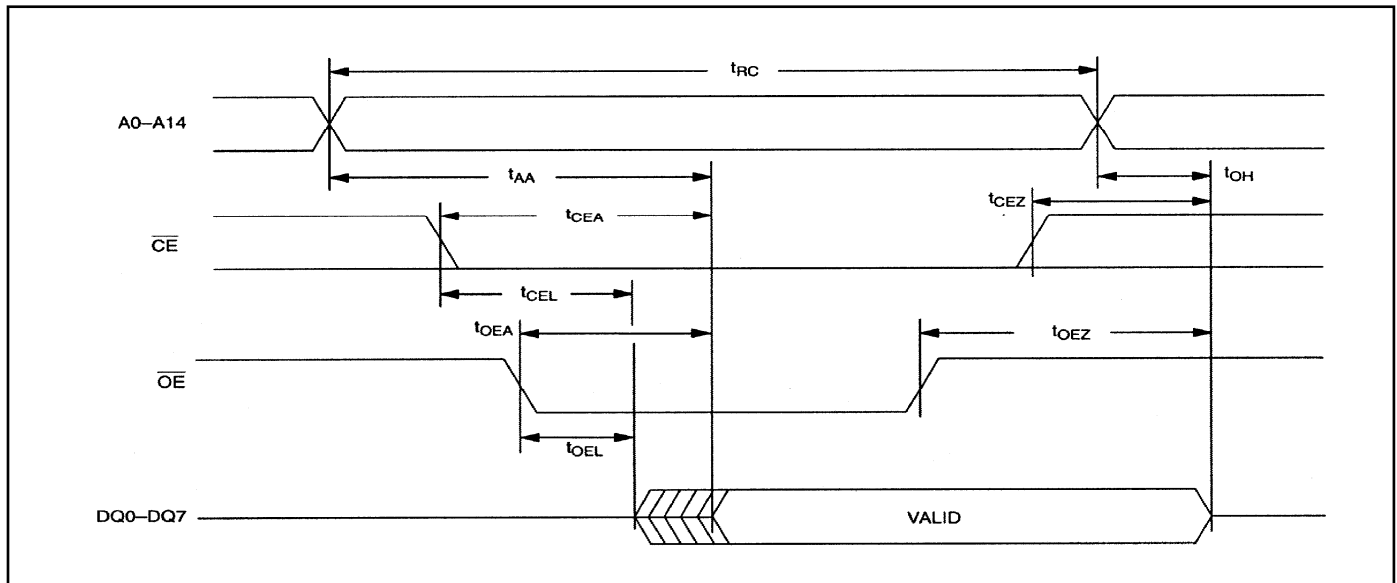 tRC
A0–A14
tAA
tOH
tCEA
tCEZ
CE
tCEL
tOEA
tOEZ
OE
tOEL
DQ0–DQ7
VALID